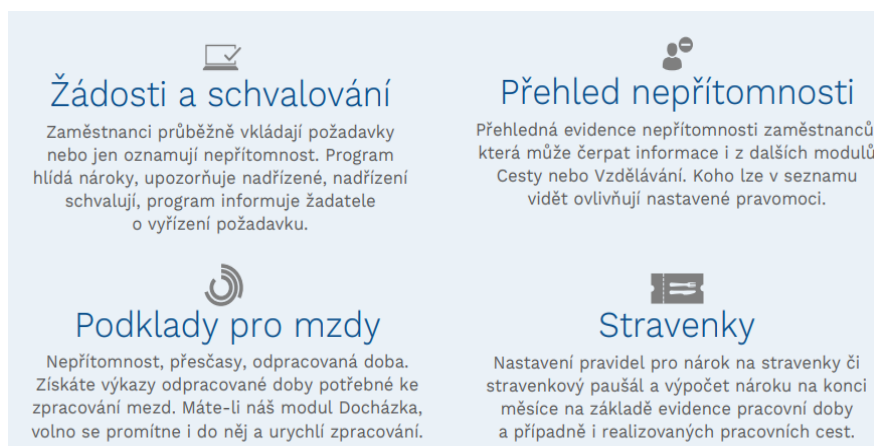 Žádosti a schvalování
Zaměstnanci průběžně vkládají požadavky
nebo jen oznamují nepřítomnost. Program
hlídá nároky, upozorňuje nadřízené, nadřízení
schvalují, program informuje žadatele
o vyřízení požadavku.
Přehled nepřítomnosti
Přehledná evidence nepřítomnosti zaměstnanců
která může čerpat informace i z dalších modulů
Cesty nebo Vzdělávání. Koho lze v seznamu
vidět ovlivňují nastavené pravomoci.
Podklady pro mzdy
Nepřítomnost, přesčasy, odpracovaná doba.
Získáte výkazy odpracované doby potřebné ke
zpracování mezd. Máte-li náš modul Docházka,
volno se promítne i do něj a urychlí zpracování.
Stravenky
Nastavení pravidel pro nárok na stravenky či
stravenkový paušál a výpočet nároku na konci
měsíce na základě evidence pracovní doby
a případně i realizovaných pracovních cest.